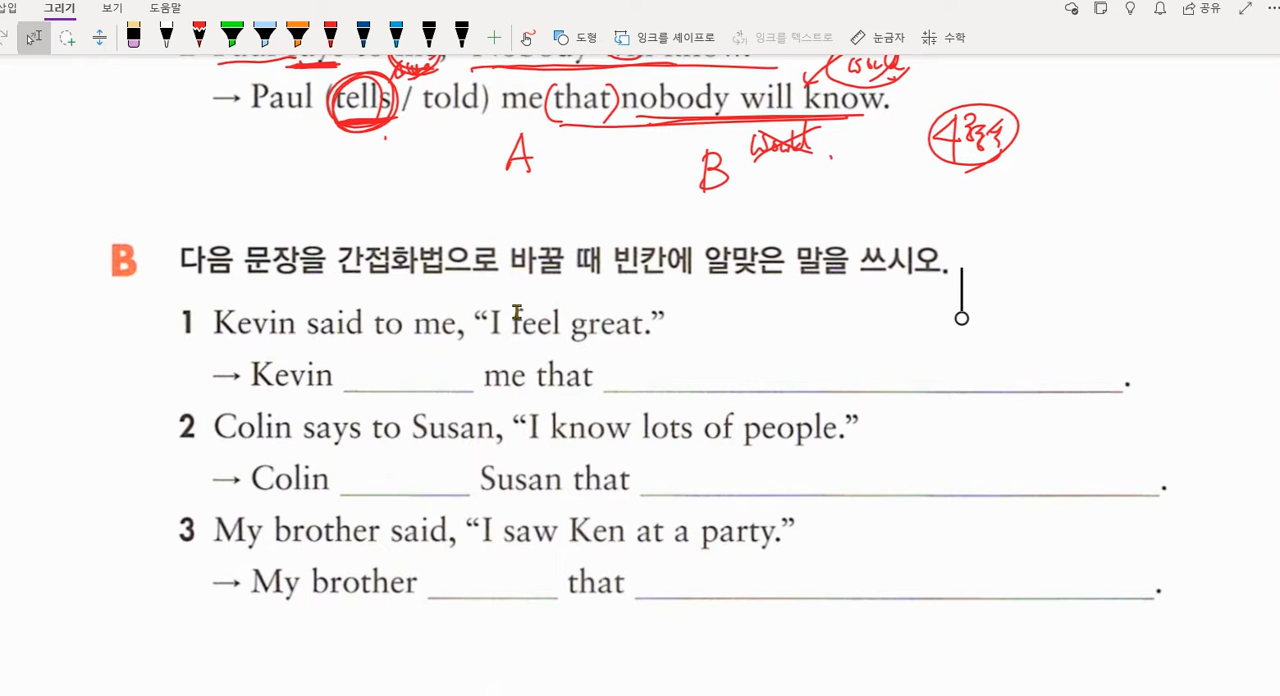 삽입 그리기 보기 도움말 공유
도형 잉크를 셰이프로 잉크를 텍스트로 눈금자 수학
→ Paul (tells / told) me (that) nobody will know.
would
A
B
B 다음 문장을 간접화법으로 바꿀 때 빈칸에 알맞은 말을 쓰시오.
1 Kevin said to me, “I feel great.”
→ Kevin ________ me that ________________________________.
2 Colin says to Susan, “I know lots of people.”
→ Colin ________ Susan that ________________________________.
3 My brother said, “I saw Ken at a party.”
→ My brother ________ that ________________________________.